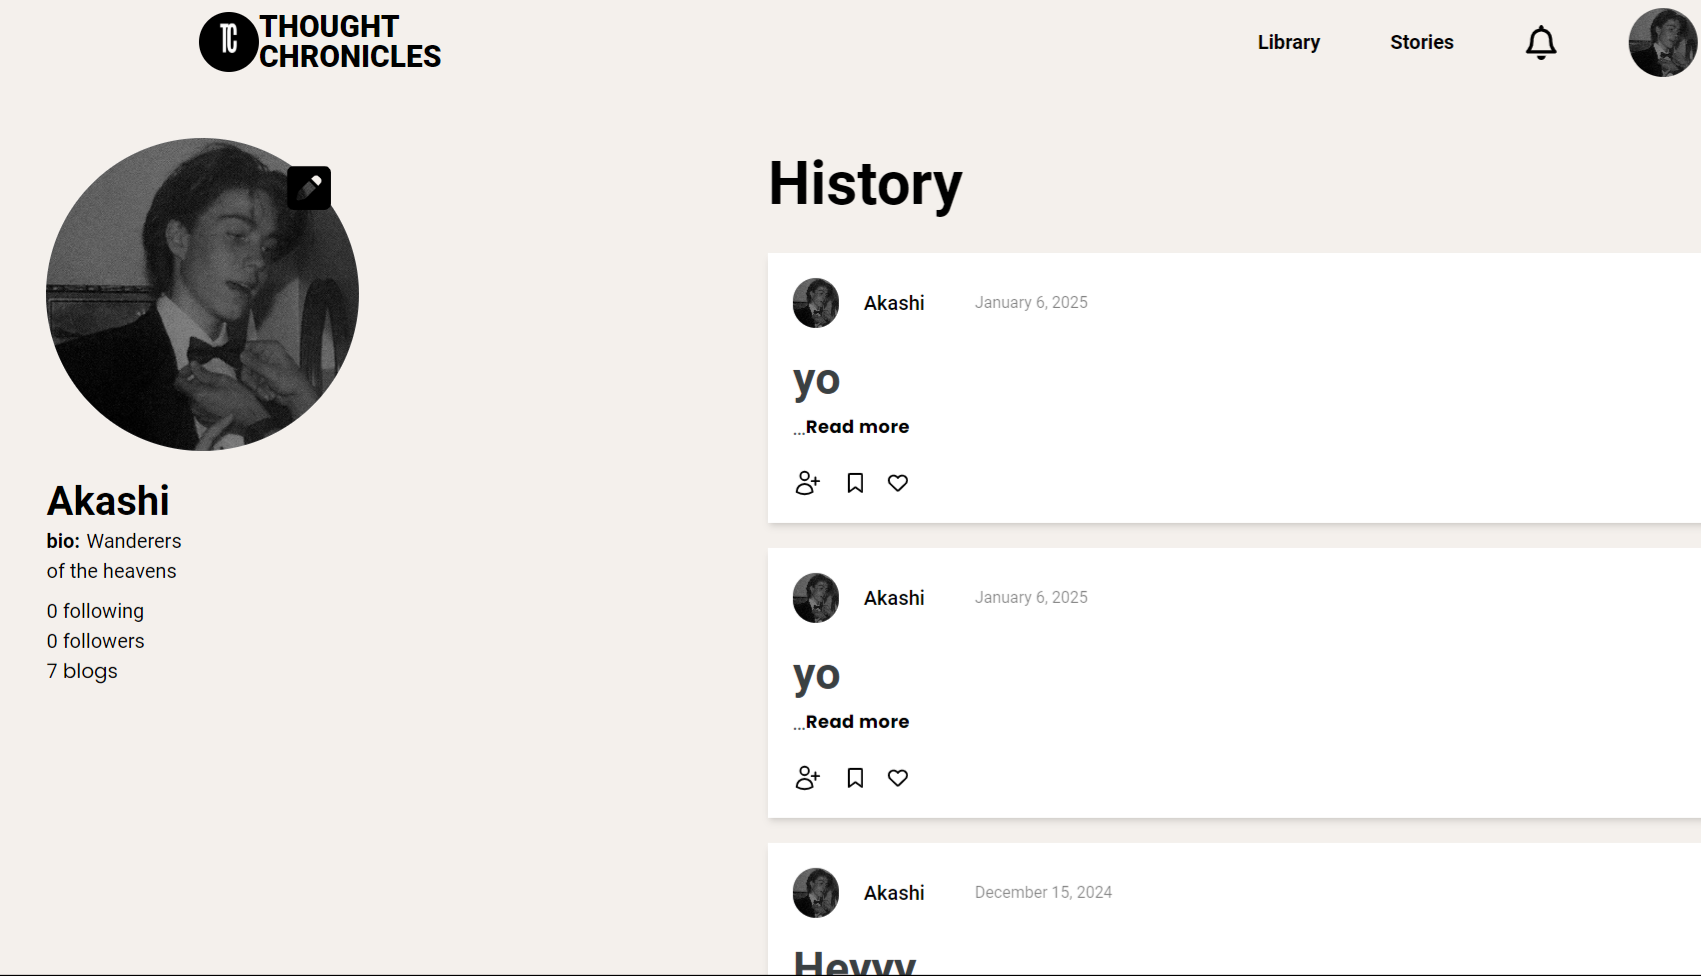 TC THOUGHT
CHRONICLES
Library Stories
Akashi
bio: Wanderers
of the heavens
0 following
0 followers
7 blogs
History
Akashi January 6, 2025
yo
...Read more
Akashi January 6, 2025
yo
...Read more
Akashi December 15, 2024
Heyyy